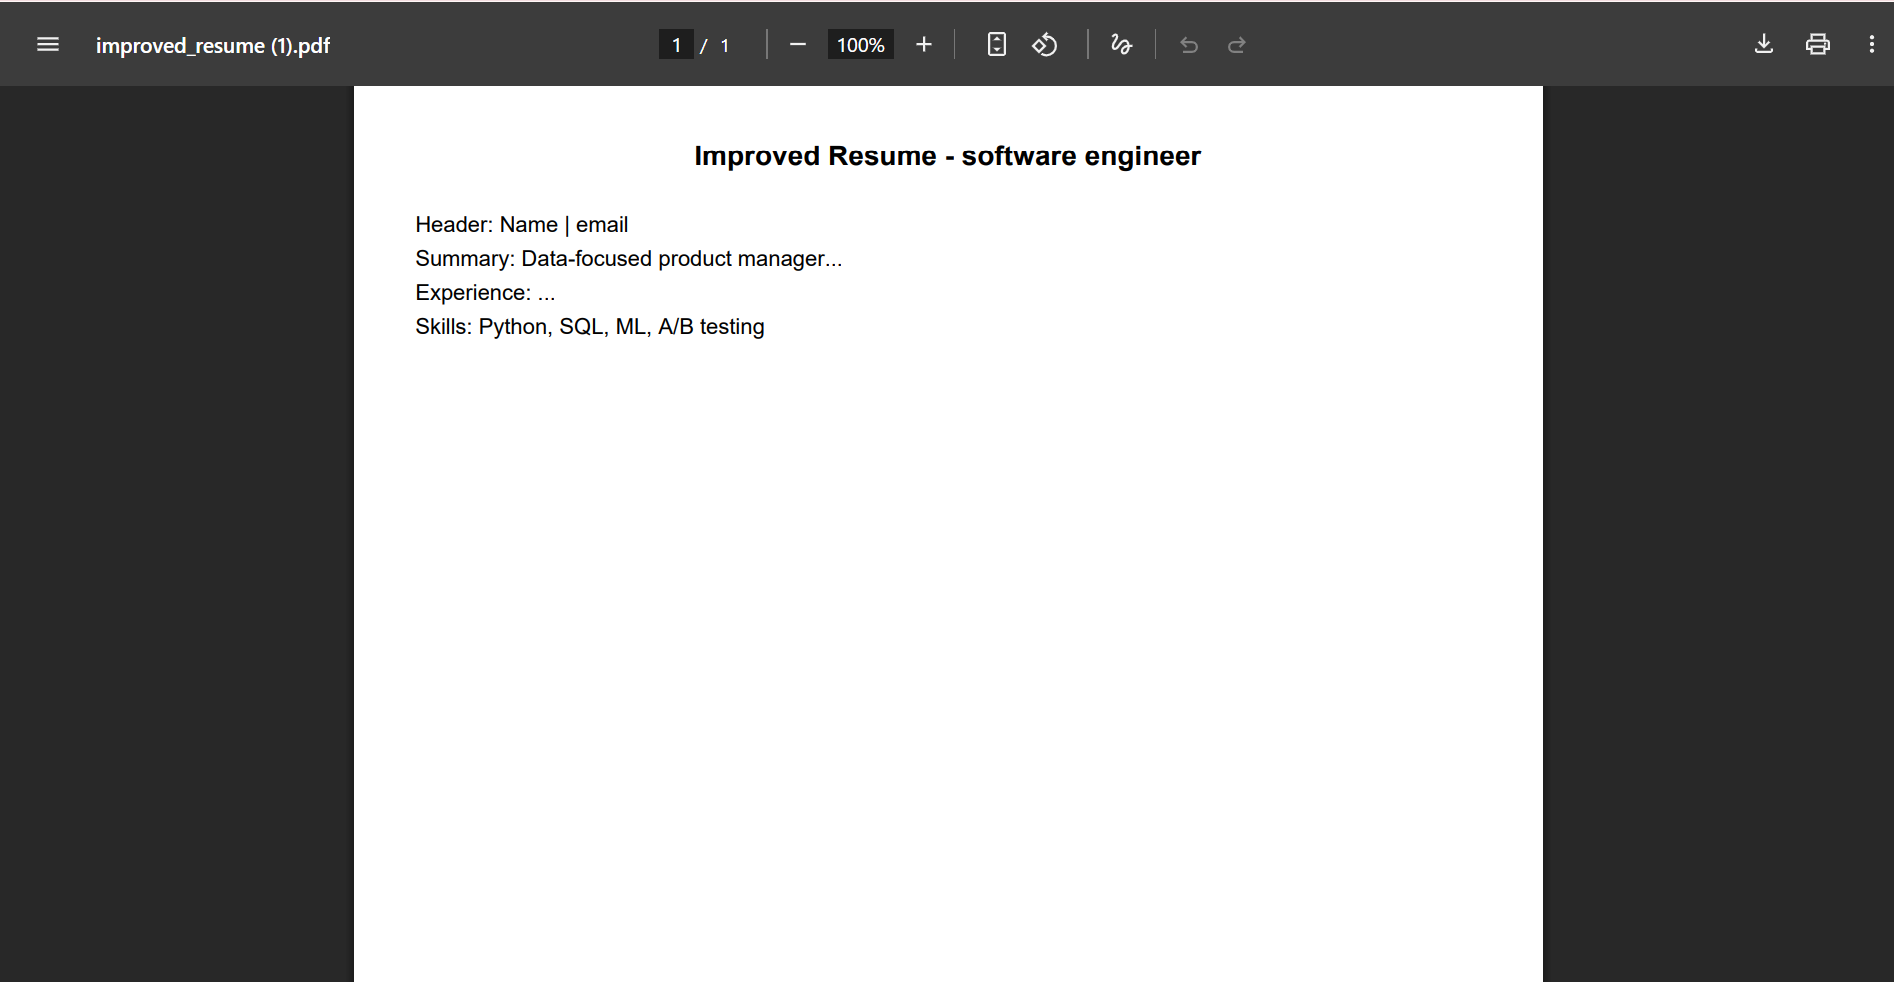 improved_resume (1).pdf
1 / 1
100%
Improved Resume - software engineer
Header: Name | email
Summary: Data-focused product manager...
Experience: ...
Skills: Python, SQL, ML, A/B testing